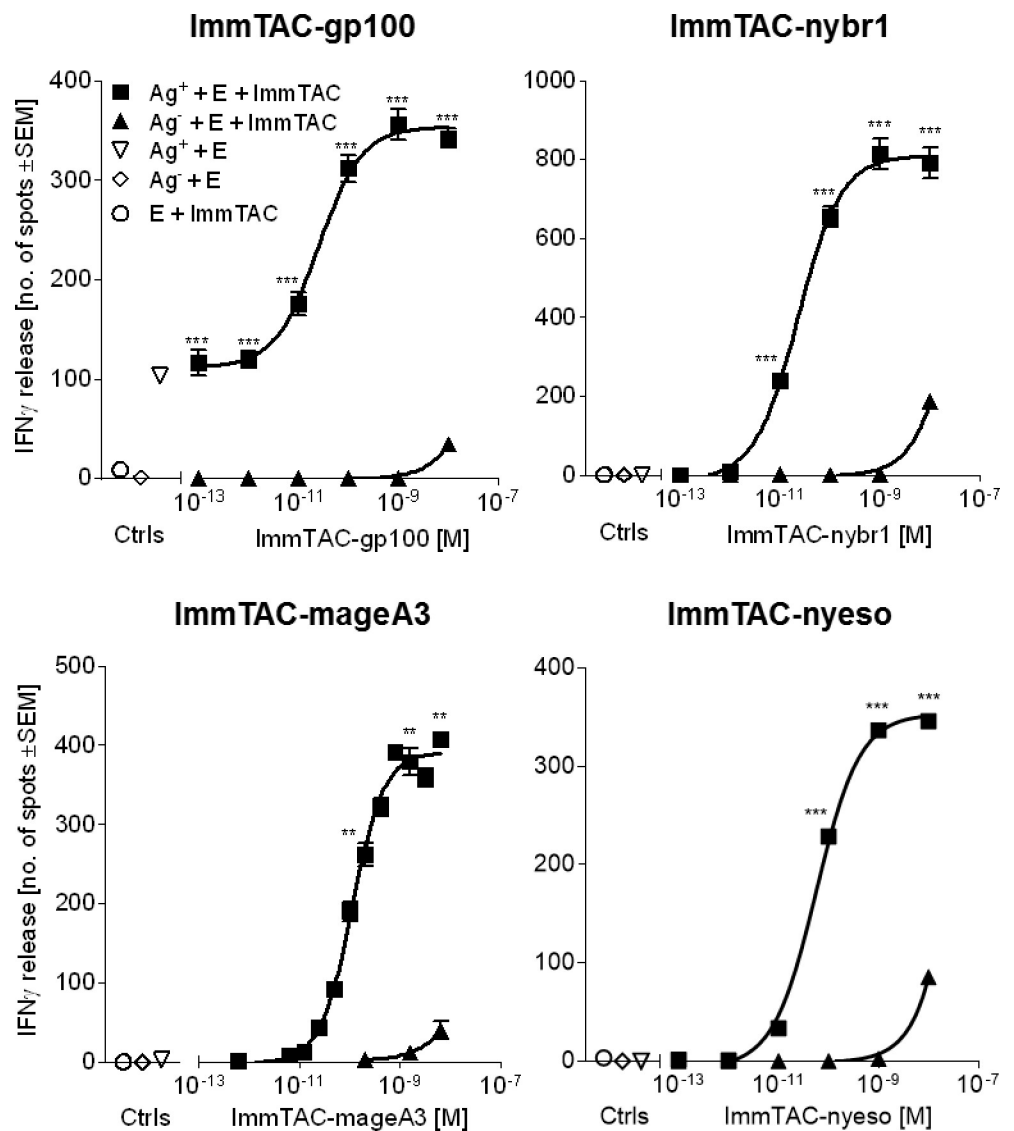 ImmTAC-gp100
IFNγ release [no. of spots ±SEM]
400
300
200
100
0
Ag⁺ + E + ImmTAC
Ag⁻ + E + ImmTAC
Ag⁺ + E
Ag⁻ + E
E + ImmTAC
***
***
***
***
***
***
10⁻¹³
10⁻¹¹
10⁻⁹
10⁻⁷
Ctrls
ImmTAC-gp100 [M]
ImmTAC-nybr1
1000
800
600
400
200
0
***
***
***
***
10⁻¹³
10⁻¹¹
10⁻⁹
10⁻⁷
Ctrls
ImmTAC-nybr1 [M]
ImmTAC-mageA3
IFNγ release [no. of spots ±SEM]
500
400
300
200
100
0
**
**
**
10⁻¹³
10⁻¹¹
10⁻⁹
10⁻⁷
Ctrls
ImmTAC-mageA3 [M]
ImmTAC-nyeso
400
300
200
100
0
***
***
***
10⁻¹³
10⁻¹¹
10⁻⁹
10⁻⁷
Ctrls
ImmTAC-nyeso [M]